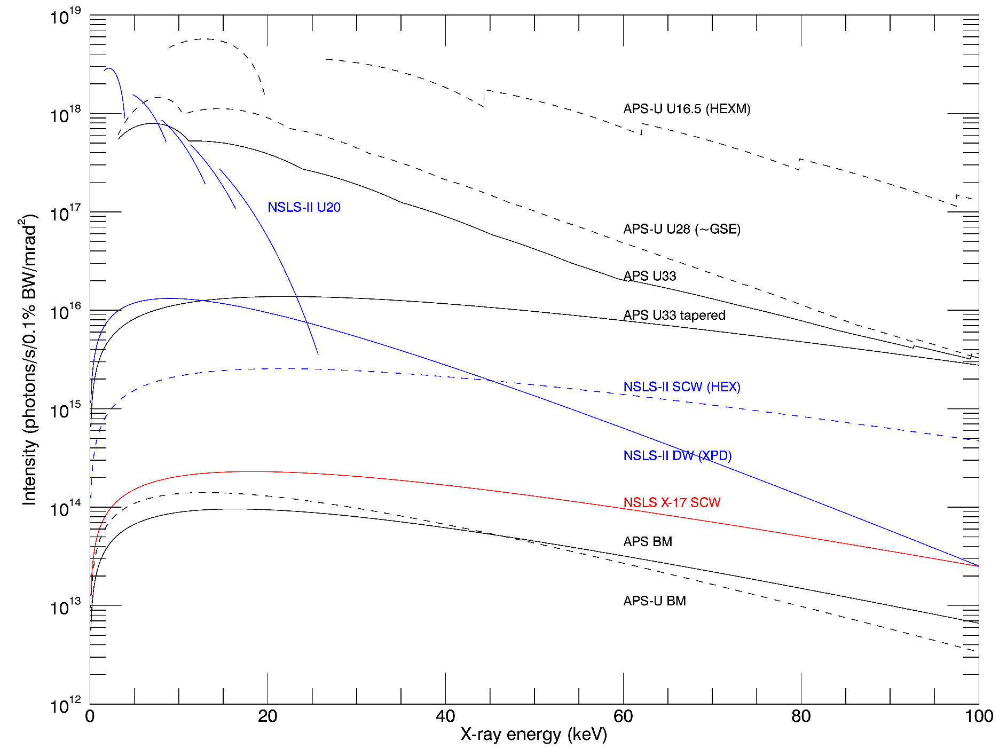 10^19
10^18
10^17
10^16
10^15
10^14
10^13
10^12
Intensity (photons/s/0.1% BW/mrad^2)
APS-U U16.5 (HEXM)
NSLS-II U20
APS-U U28 (~GSE)
APS U33
APS U33 tapered
NSLS-II SCW (HEX)
NSLS-II DW (XPD)
NSLS X-17 SCW
APS BM
APS-U BM
0 20 40 60 80 100
X-ray energy (keV)